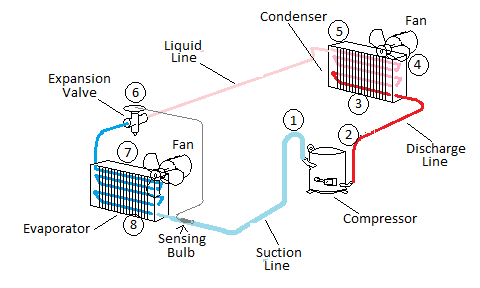 Condenser
Fan
5
4
3
Liquid
Line
Expansion
Valve
6
1
2
Discharge
Line
7
Fan
8
Evaporator
Sensing
Bulb
Suction
Line
Compressor